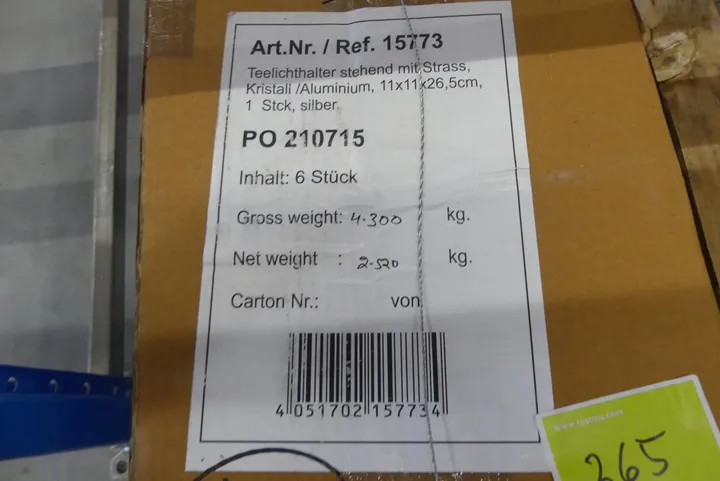 Art.Nr. / Ref. 15773
Teelichthalter stehend mit Strass,
Kristall /Aluminium, 11x11x26,5cm,
1 Stck, silber
PO 210715
Inhalt: 6 Stück
Gross weight: 4.300 kg.
Net weight : 2.520 kg.
Carton Nr.: von
4 051702 157734
265